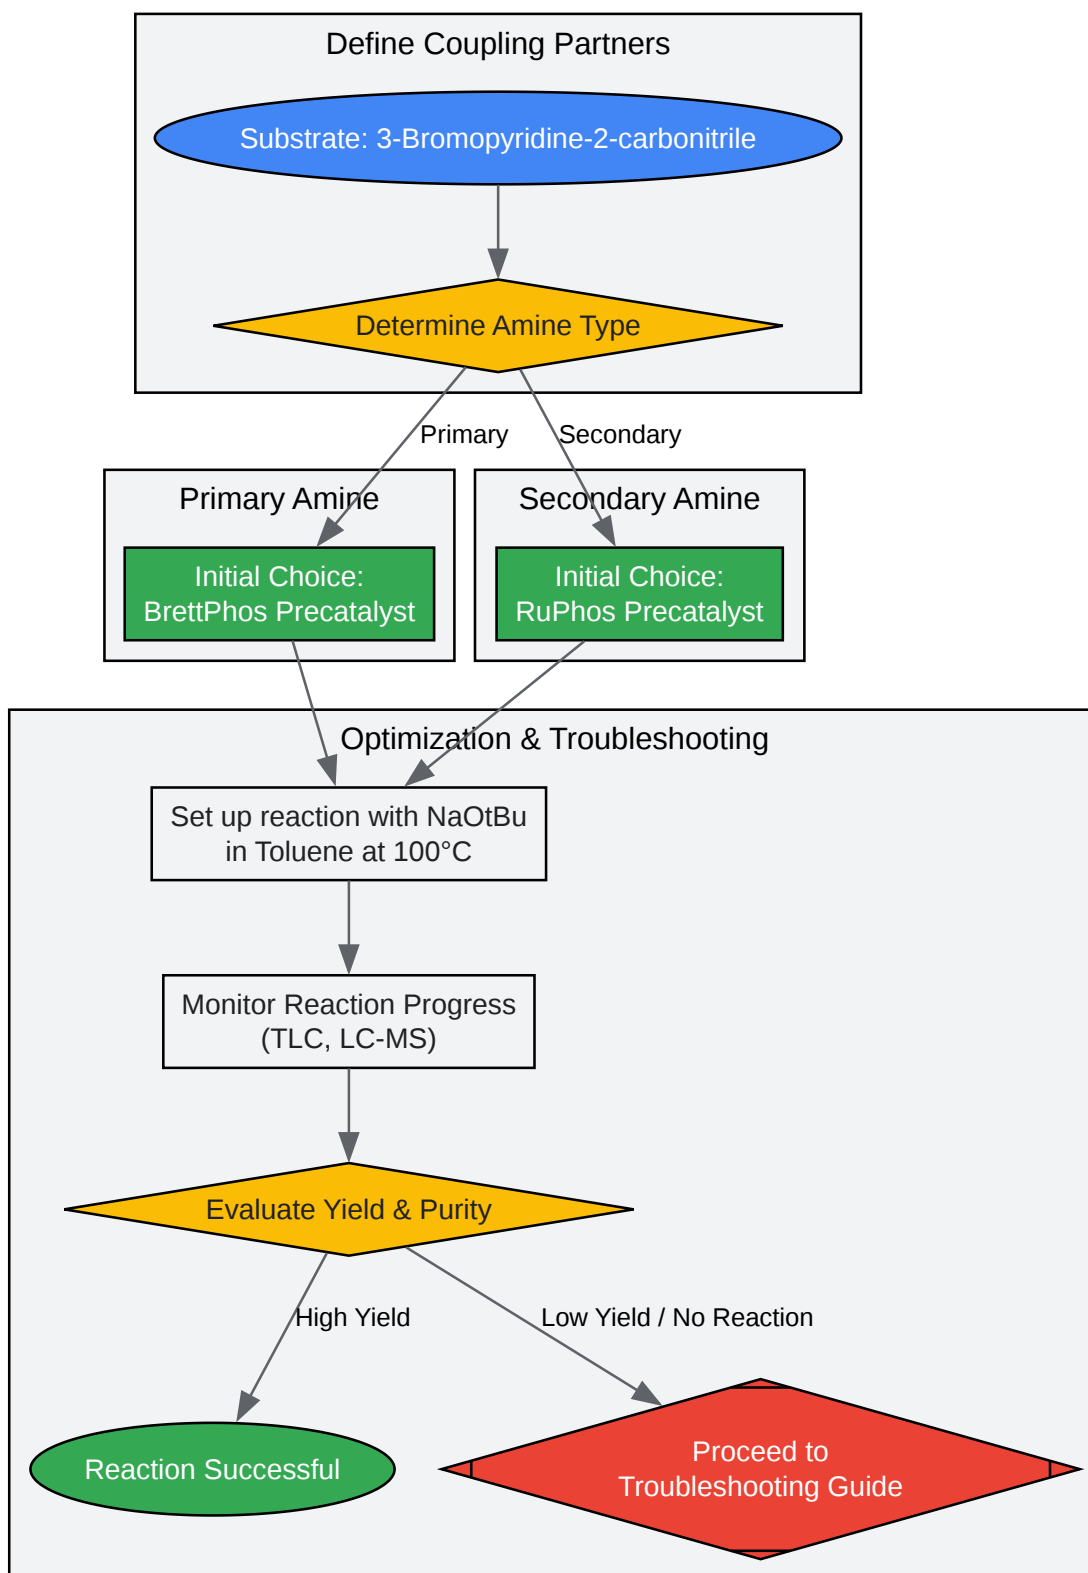 Define Coupling Partners
Substrate: 3-Bromopyridine-2-carbonitrile
Determine Amine Type
Primary
Secondary
Primary Amine
Secondary Amine
Initial Choice:
BrettPhos Precatalyst
Initial Choice:
RuPhos Precatalyst
Optimization & Troubleshooting
Set up reaction with NaOtBu
in Toluene at 100°C
Monitor Reaction Progress
(TLC, LC-MS)
Evaluate Yield & Purity
High Yield
Low Yield / No Reaction
Reaction Successful
Proceed to
Troubleshooting Guide